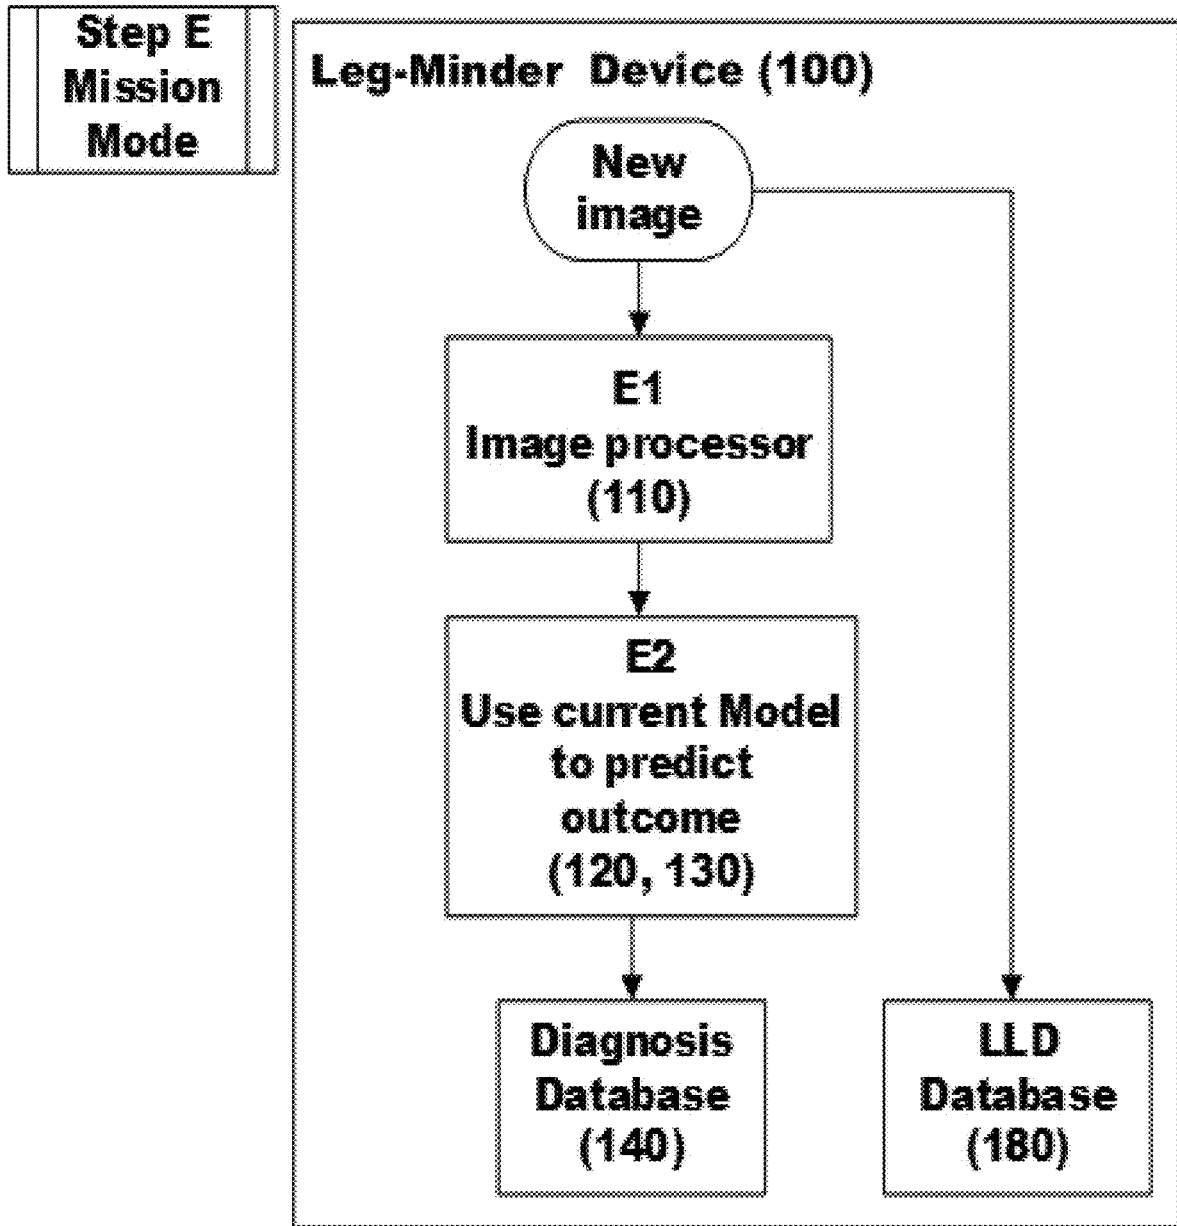 Step E
Mission
Mode
Leg-Minder Device (100)
New
image
E1
Image processor
(110)
E2
Use current Model
to predict
outcome
(120, 130)
Diagnosis
Database
(140)
LLD
Database
(180)